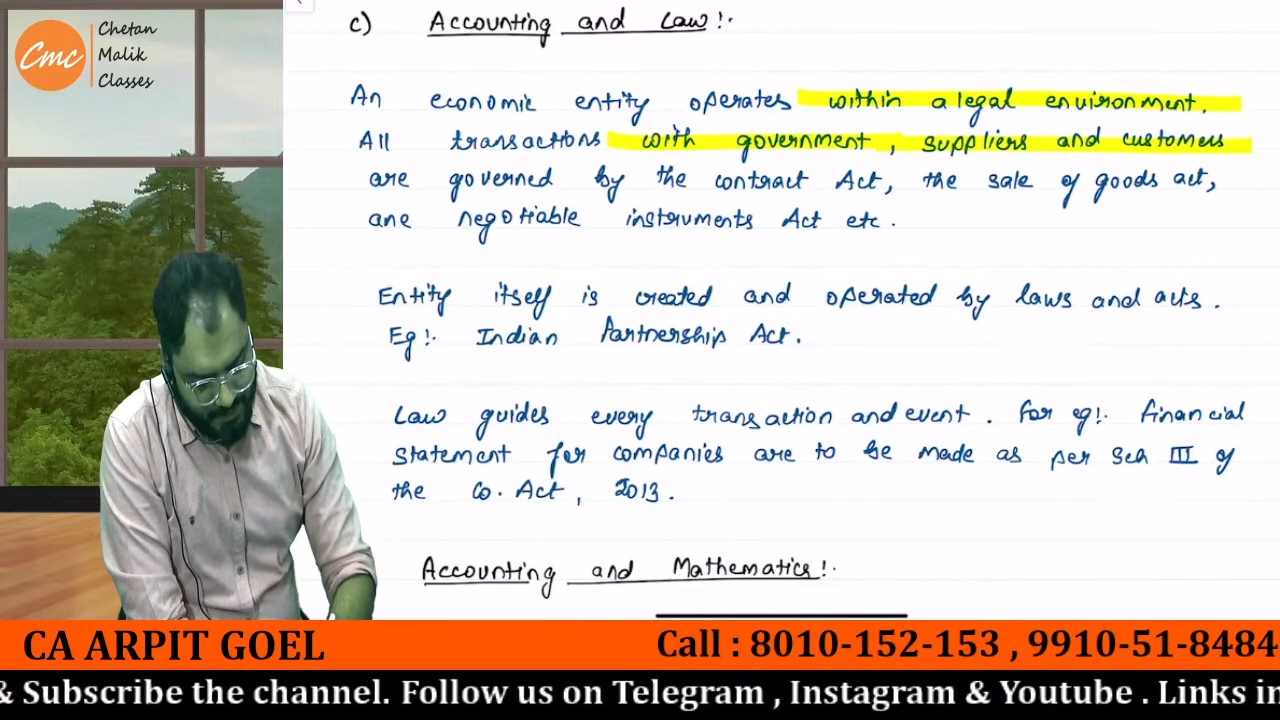 Cmc
Chetan
Malik
Classes
c) Accounting and Law!.
An economic entity operates within a legal environment.
All transactions with government, suppliers and customers
are governed by the contract Act, the sale of goods act,
ane negotiable instruments Act etc.
Entity itself is created and operated by laws and acts.
Eg!. Indian Partnership Act.
Law guides every transaction and event. For eg!. Financial
statement for companies are to be made as per Sch III of
the Co. Act, 2013.
Accounting and Mathematics!.
CA ARPIT GOEL
Call : 8010-152-153 , 9910-51-8484
& Subscribe the channel. Follow us on Telegram , Instagram & Youtube . Links in